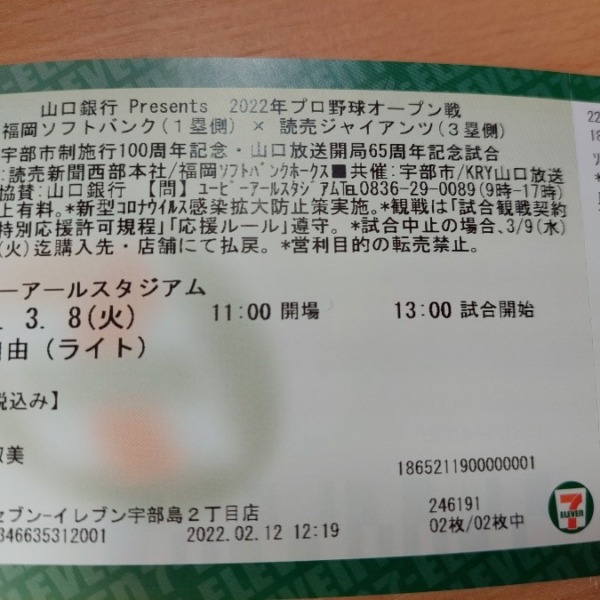 山口銀行 Presents 2022年プロ野球オープン戦
福岡ソフトバンク(1塁側) × 読売ジャイアンツ(3塁側)
宇部市制施行100周年記念・山口放送開局65周年記念試合
:読売新聞西部本社/福岡ソフトバンクホークス■共催:宇部市/KRY山口放送
協賛:山口銀行 【問】ユーピーアールスタジアム℡0836-29-0089(9時-17時)
上有料。*新型コロナウイルス感染拡大防止策実施。*観戦は「試合観戦契約
特別応援許可規程」「応援ルール」遵守。*試合中止の場合、3/9(水)
(火)迄購入先・店舗にて払戻。*営利目的の転売禁止。
ーアールスタジアム
. 3. 8(火) 11:00 開場 13:00 試合開始
由(ライト)
税込み】
美
1865211900000001
セブン-イレブン宇部島2丁目店
346635312001 2022.02.12 12:19
246191
02枚/02枚中
7 ELEVEN